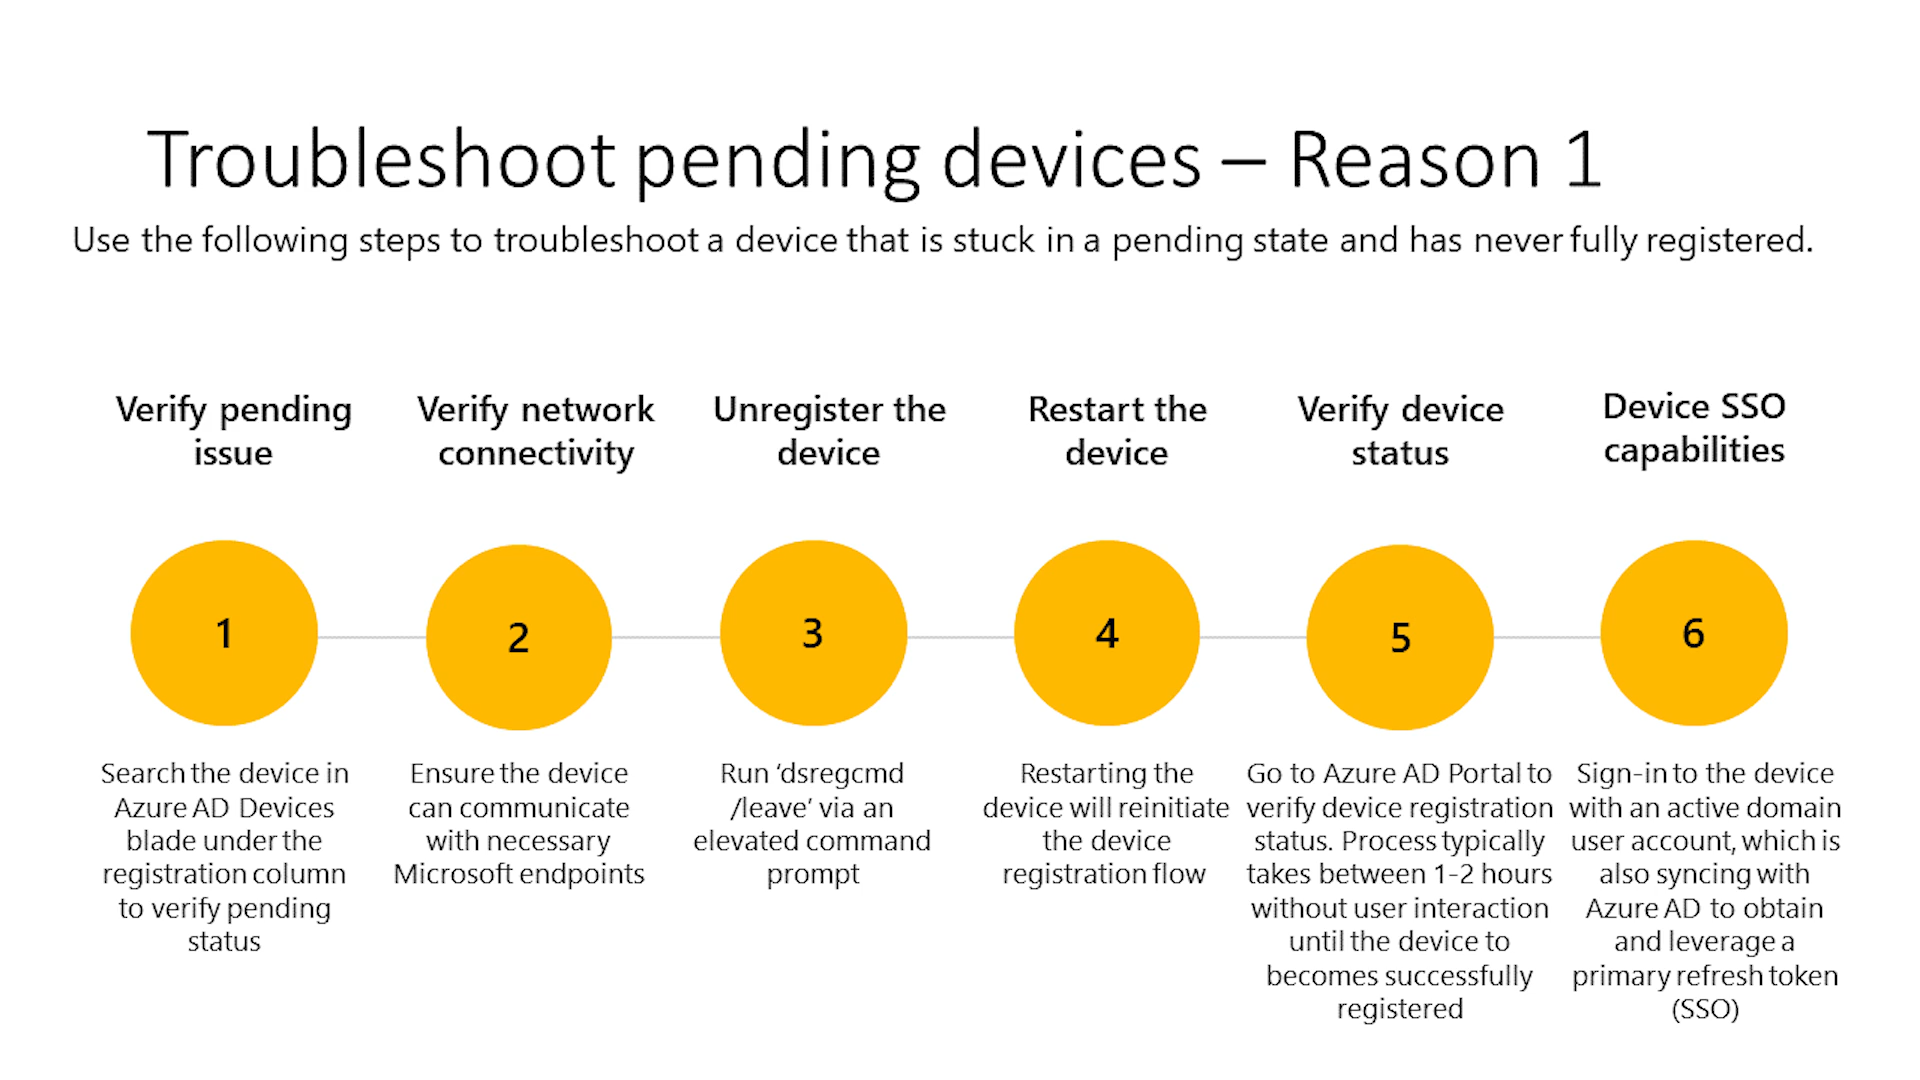 Troubleshoot pending devices – Reason 1
Use the following steps to troubleshoot a device that is stuck in a pending state and has never fully registered.
Verify pending
issue
Verify network
connectivity
Unregister the
device
Restart the
device
Verify device
status
Device SSO
capabilities
1
2
3
4
5
6
Search the device in
Azure AD Devices
blade under the
registration column
to verify pending
status
Ensure the device
can communicate
with necessary
Microsoft endpoints
Run ‘dsregcmd
/leave’ via an
elevated command
prompt
Restarting the
device will reinitiate
the device
registration flow
Go to Azure AD Portal to
verify device registration
status. Process typically
takes between 1-2 hours
without user interaction
until the device to
becomes successfully
registered
Sign-in to the device
with an active domain
user account, which is
also syncing with
Azure AD to obtain
and leverage a
primary refresh token
(SSO)